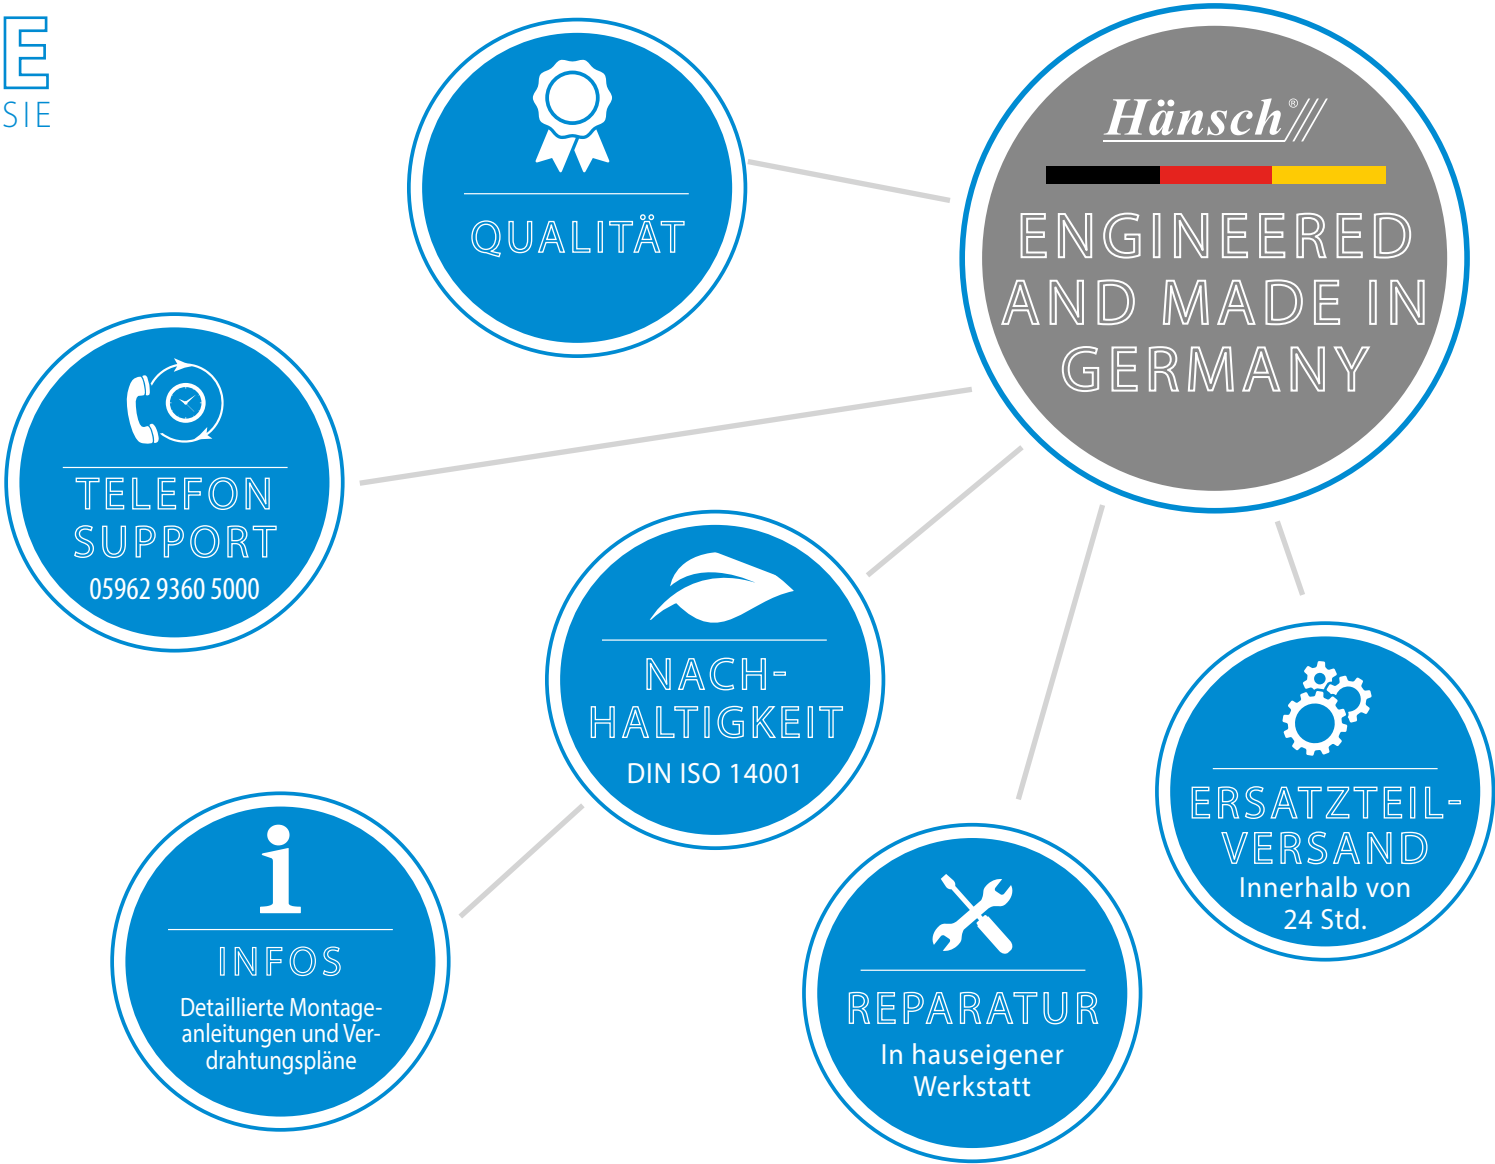 E
SIE
QUALITÄT
Hänsch®
ENGINEERED
AND MADE IN
GERMANY
TELEFON
SUPPORT
05962 9360 5000
NACH-
HALTIGKEIT
DIN ISO 14001
ERSATZTEIL-
VERSAND
Innerhalb von
24 Std.
INFOS
Detaillierte Montage-
anleitungen und Ver-
drahtungspläne
REPARATUR
In hauseigener
Werkstatt